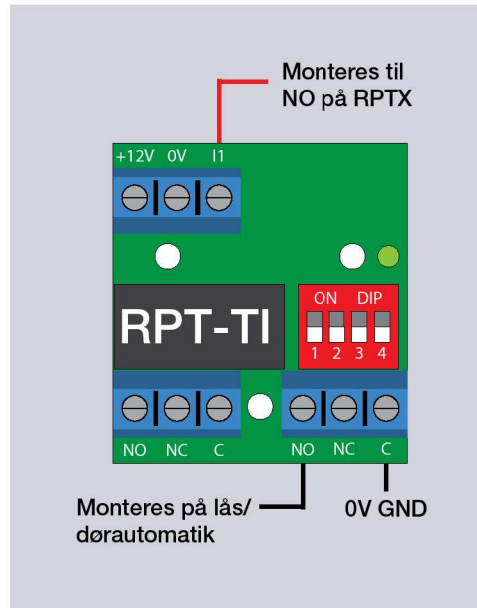 Monteres til
NO på RPTX
+12V 0V I1
ON DIP
RPT-TI
1 2 3 4
NO NC C
NO NC C
Monteres på lås/
dørautomatik
0V GND